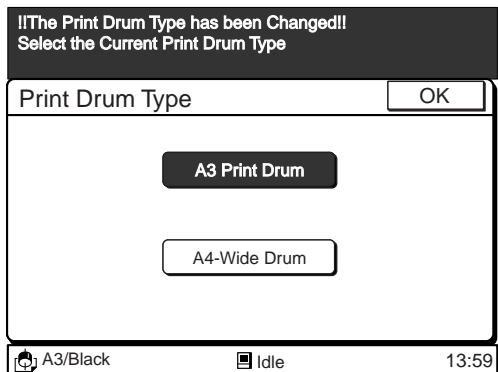 !!The Print Drum Type has been Changed!!
Select the Current Print Drum Type
Print Drum Type
OK
A3 Print Drum
A4-Wide Drum
A3/Black
Idle
13:59